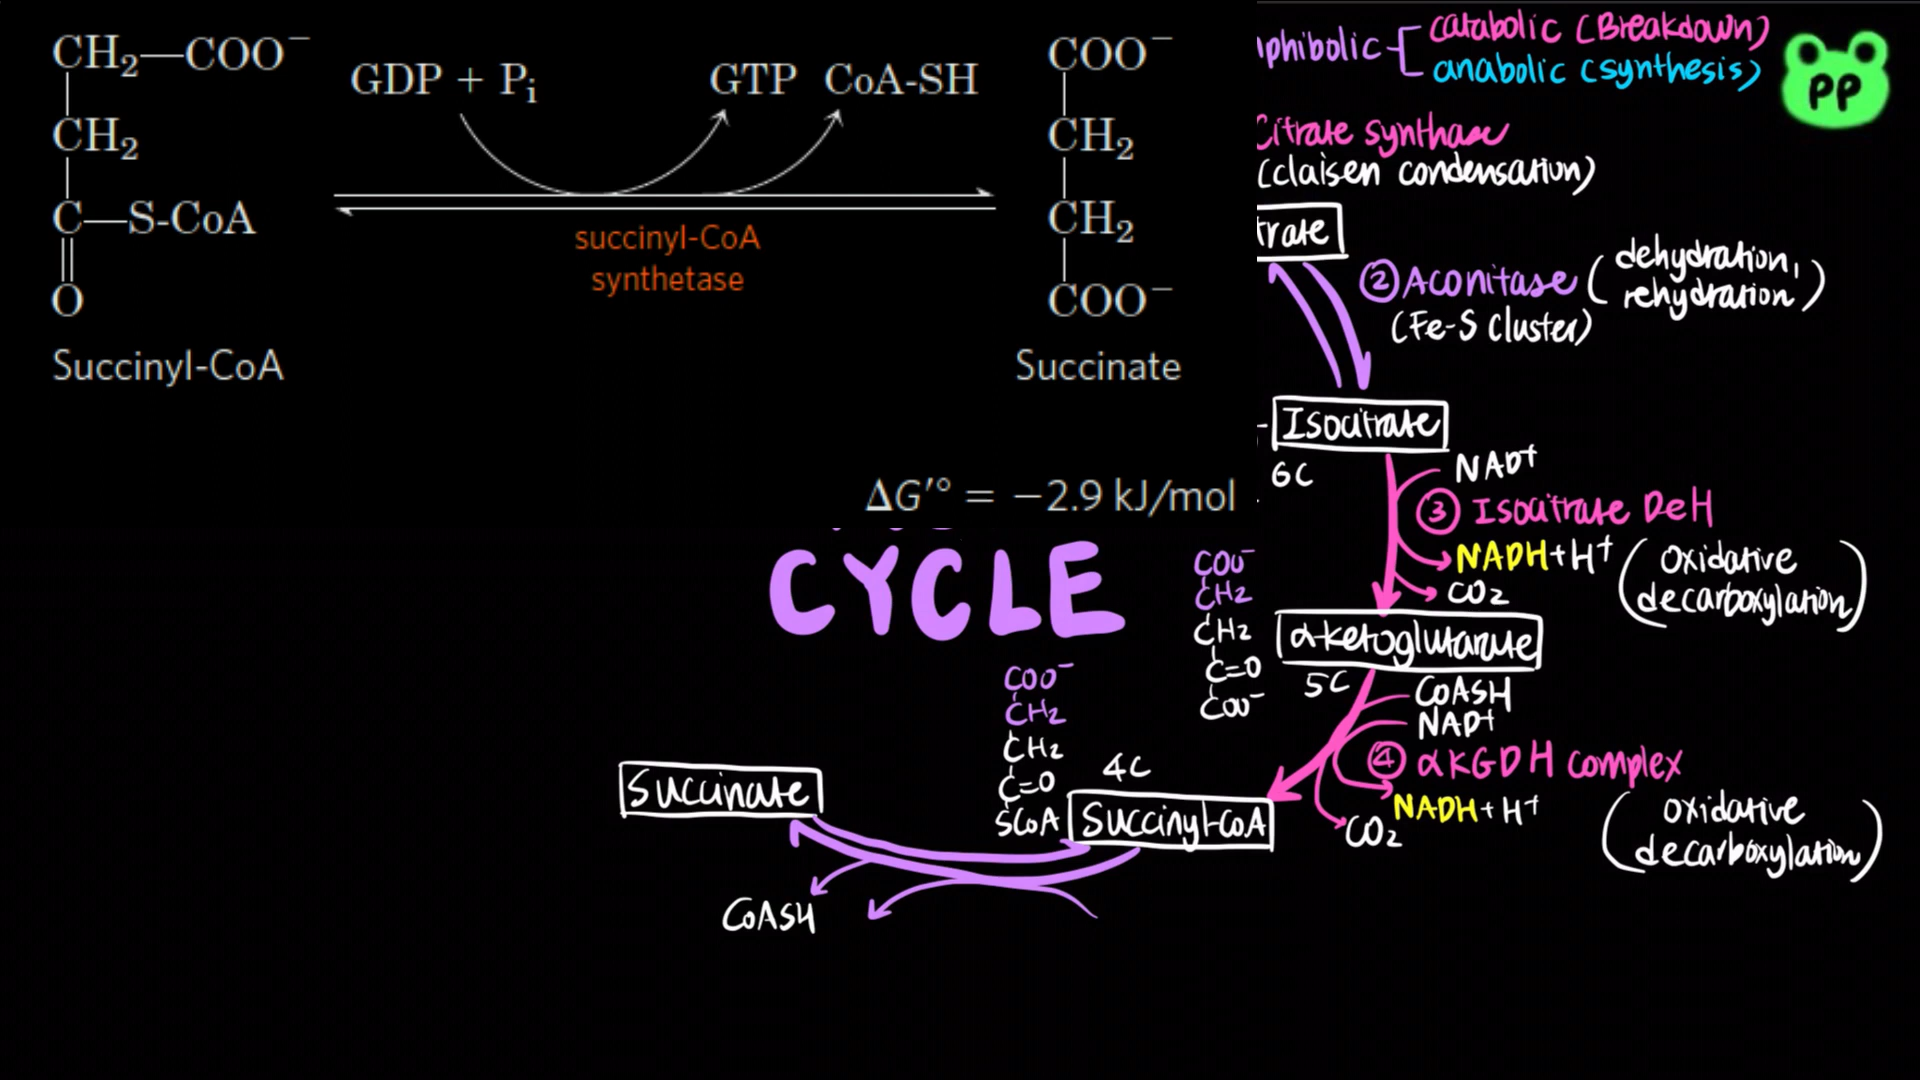 CH2—COO−
CH2
C—S-CoA
O
Succinyl-CoA
GDP + Pi
GTP CoA-SH
succinyl-CoA
synthetase
COO−
CH2
CH2
COO−
Succinate
ΔG′° = −2.9 kJ/mol
phibolic
catabolic (Breakdown)
anabolic (synthesis)
PP
Citrate synthase
(claisen condensation)
trate
② Aconitase (dehydration, rehydration)
(Fe-S Cluster)
Isocitrate
6C
NAD+
③ Isocitrate DeH
NADH+H+
(oxidative
decarboxylation)
CO2
CYCLE
COO−
CH2
CH2
C=O
COO−
α-ketoglutarate
5C
CoASH
NAD+
④ αKGDH complex
NADH+H+
(oxidative
decarboxylation)
CO2
COO−
CH2
CH2
C=O
SCoA
4C
Succinyl-CoA
Succinate
CoASH